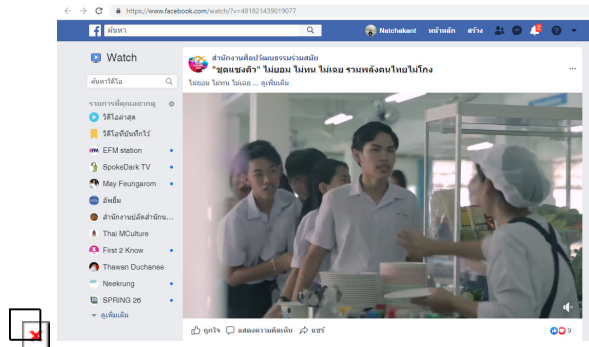 https://www.facebook.com/watch/?v=481821439019077
ค้นหา
Natchakant
หน้าหลัก
สร้าง
2
Watch
สำนักงานศิลปวัฒนธรรมร่วมสมัย
"ชุดแซงคิว" ไม่ยอม ไม่ทน ไม่เฉย รวมพลังคนไทยไม่โกง
ไม่ยอม ไม่ทน ไม่เฉย ... ดูเพิ่มเติม
ค้นหาวิดีโอ
รายการที่คุณอยากดู
วิดีโอล่าสุด
วิดีโอที่บันทึกไว้
EFM station
SpokeDark TV
May Feungarom
อัพยิ้ม
สำนักงานปลัดสำนักน...
Thai MCulture
First 2 Know
Thawan Duchanee
Neekrung
SPRING 26
ดูเพิ่มเติม
ถูกใจ
แสดงความคิดเห็น
แชร์
9